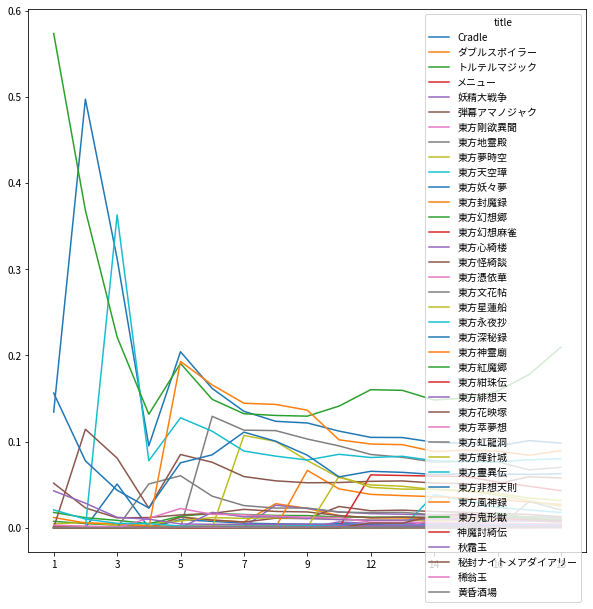 0.6
0.5
0.4
0.3
0.2
0.1
0.0
1
3
5
7
9
12
14
title
Cradle
ダブルスポイラー
トルテルマジック
メニュー
妖精大戦争
弾幕アマノジャク
東方剛欲異聞
東方地霊殿
東方夢時空
東方天空璋
東方妖々夢
東方封魔録
東方幻想郷
東方幻想麻雀
東方心綺楼
東方怪綺談
東方憑依華
東方文花帖
東方星蓮船
東方永夜抄
東方深秘録
東方神霊廟
東方紅魔郷
東方紺珠伝
東方緋想天
東方花映塚
東方萃夢想
東方虹龍洞
東方輝針城
東方靈異伝
東方非想天則
東方風神録
東方鬼形獣
神魔討綺伝
秋霜玉
秘封ナイトメアダイアリー
稀翁玉
黄昏酒場